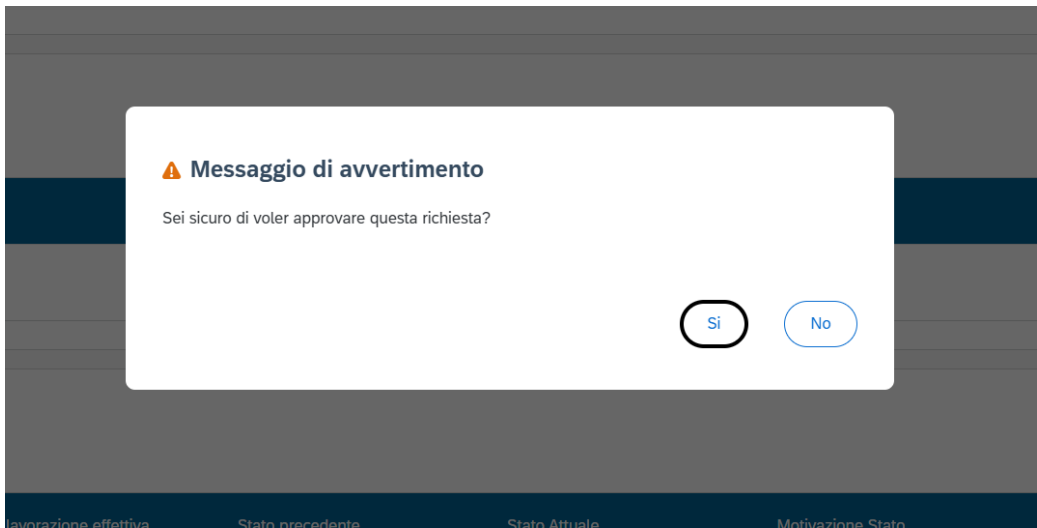 Messaggio di avvertimento
Sei sicuro di voler approvare questa richiesta?
Si No
lavorazione effettiva Stato precedente Stato Attuale Motivazione Stato